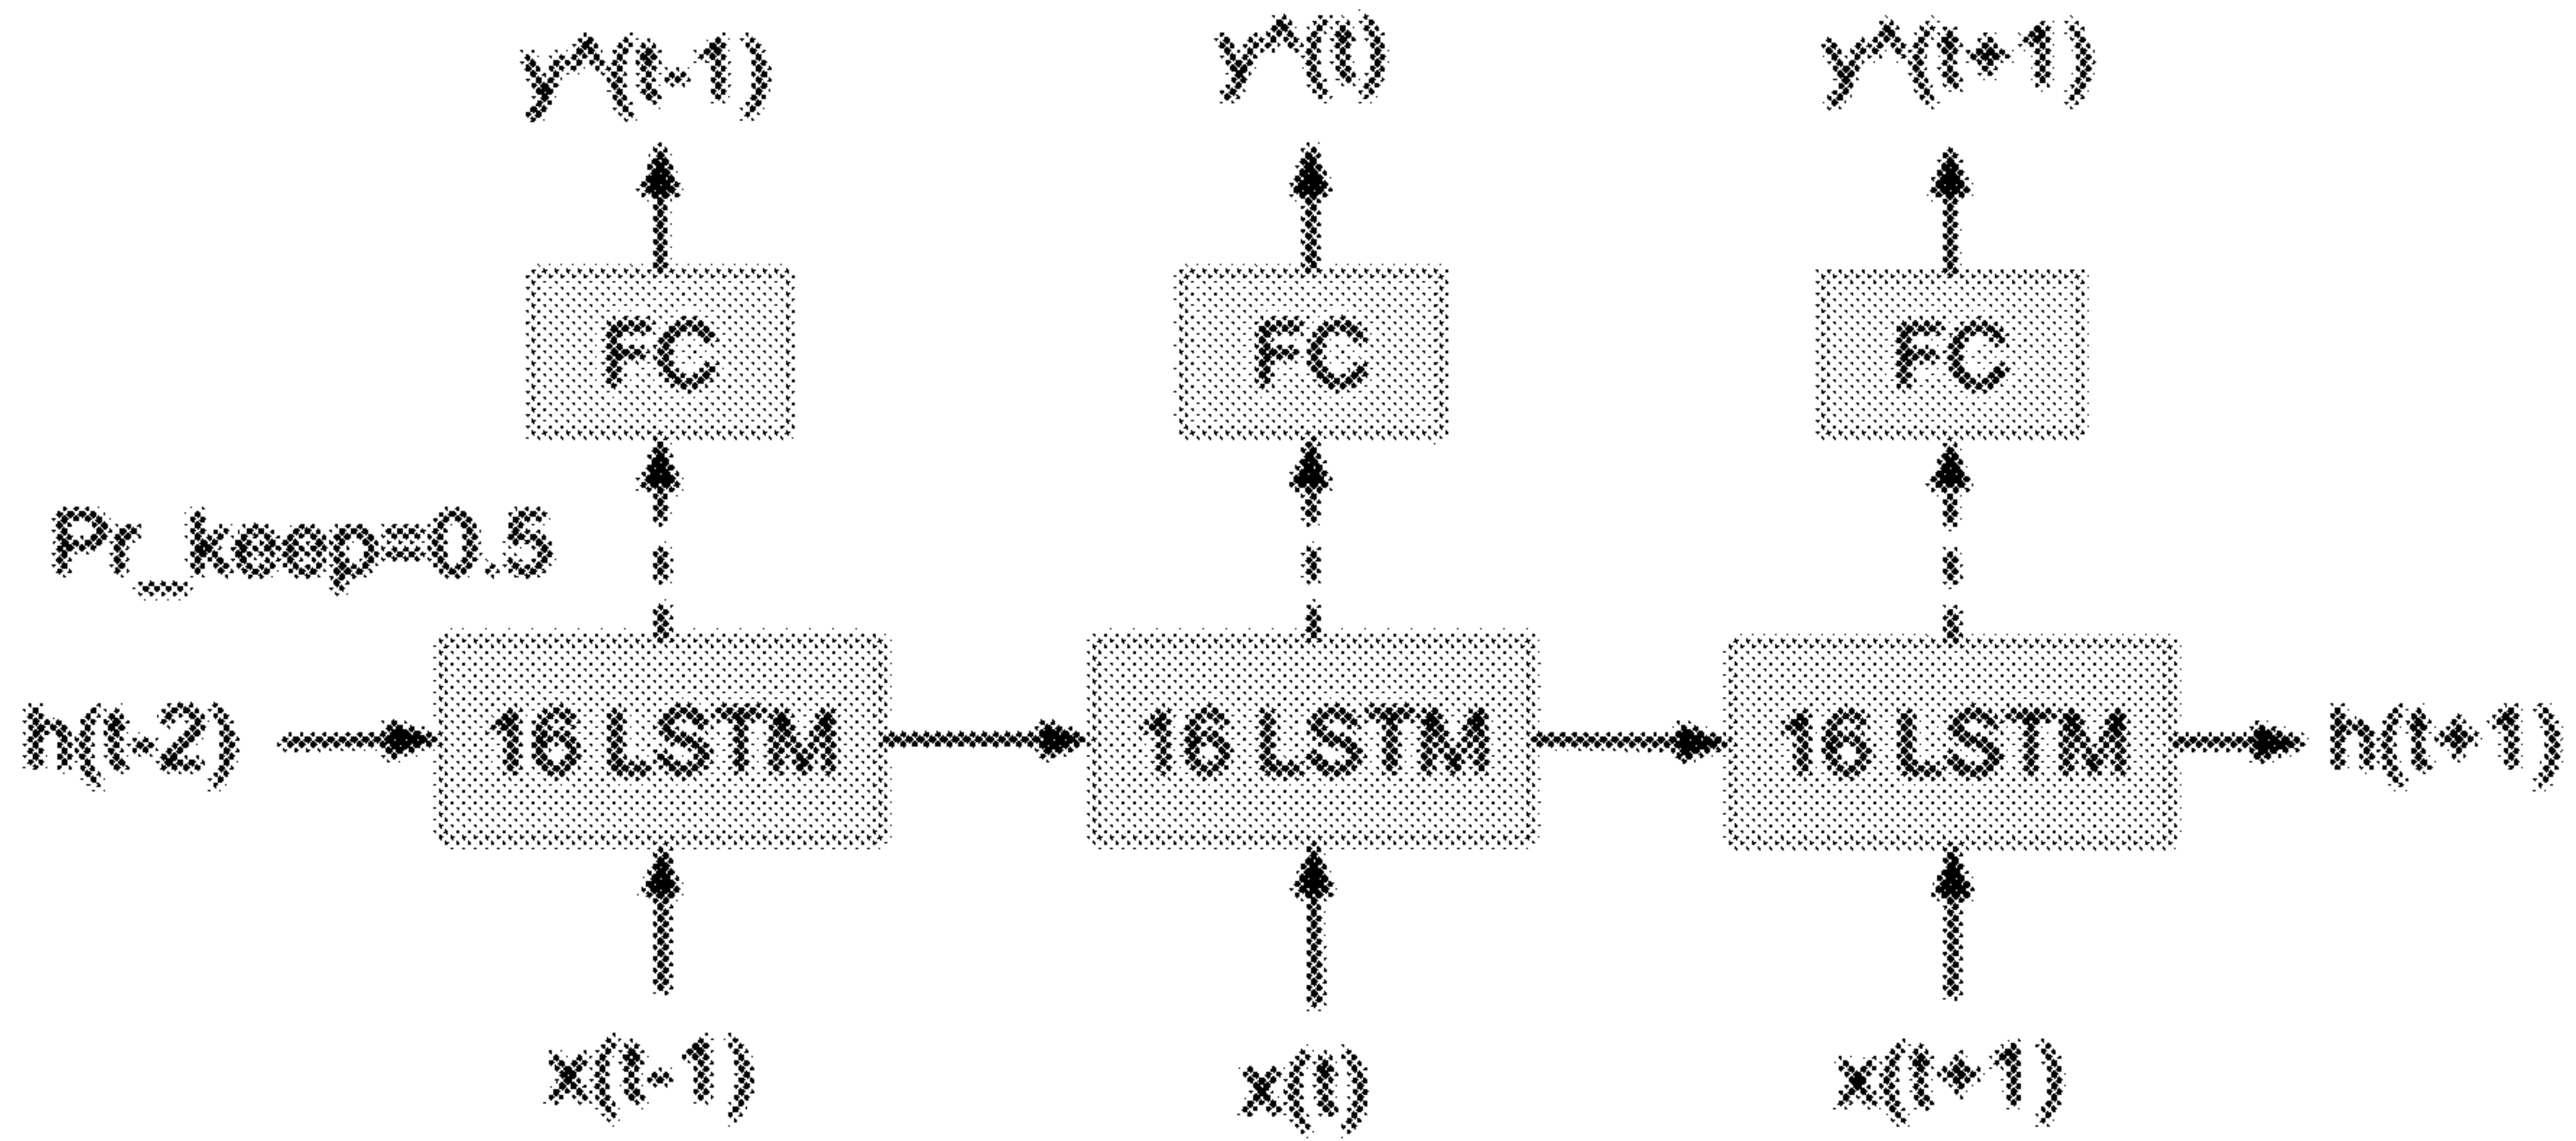 y^(t-1) y^(t) y^(t+1)
FC FC FC
Pr_keep=0.5
h(t-2) 16 LSTM 16 LSTM 16 LSTM h(t+1)
x(t-1) x(t) x(t+1)